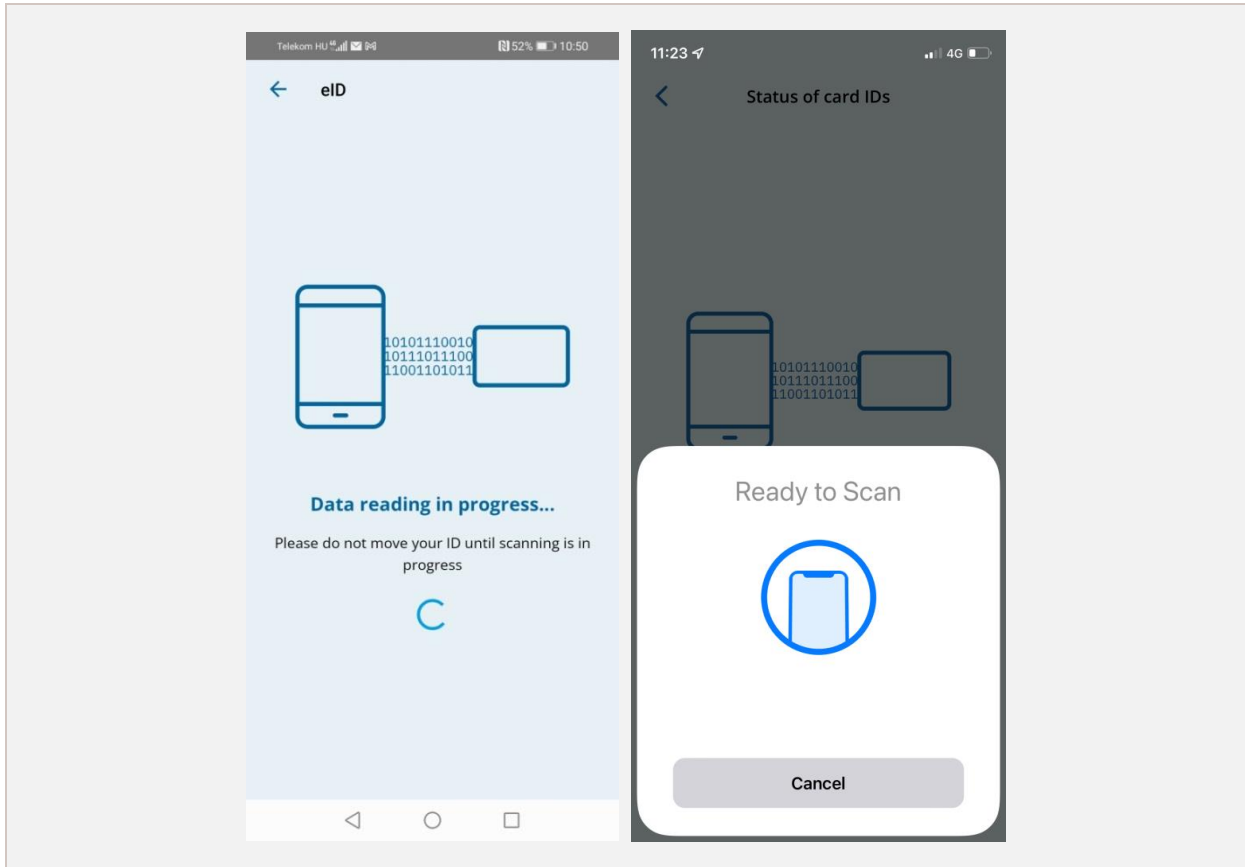 Telekom HU 52% 10:50
eID
10101110010
10111011100
11001101011
Data reading in progress...
Please do not move your ID until scanning is in
progress
11:23 4G
Status of card IDs
10101110010
10111011100
11001101011
Ready to Scan
Cancel